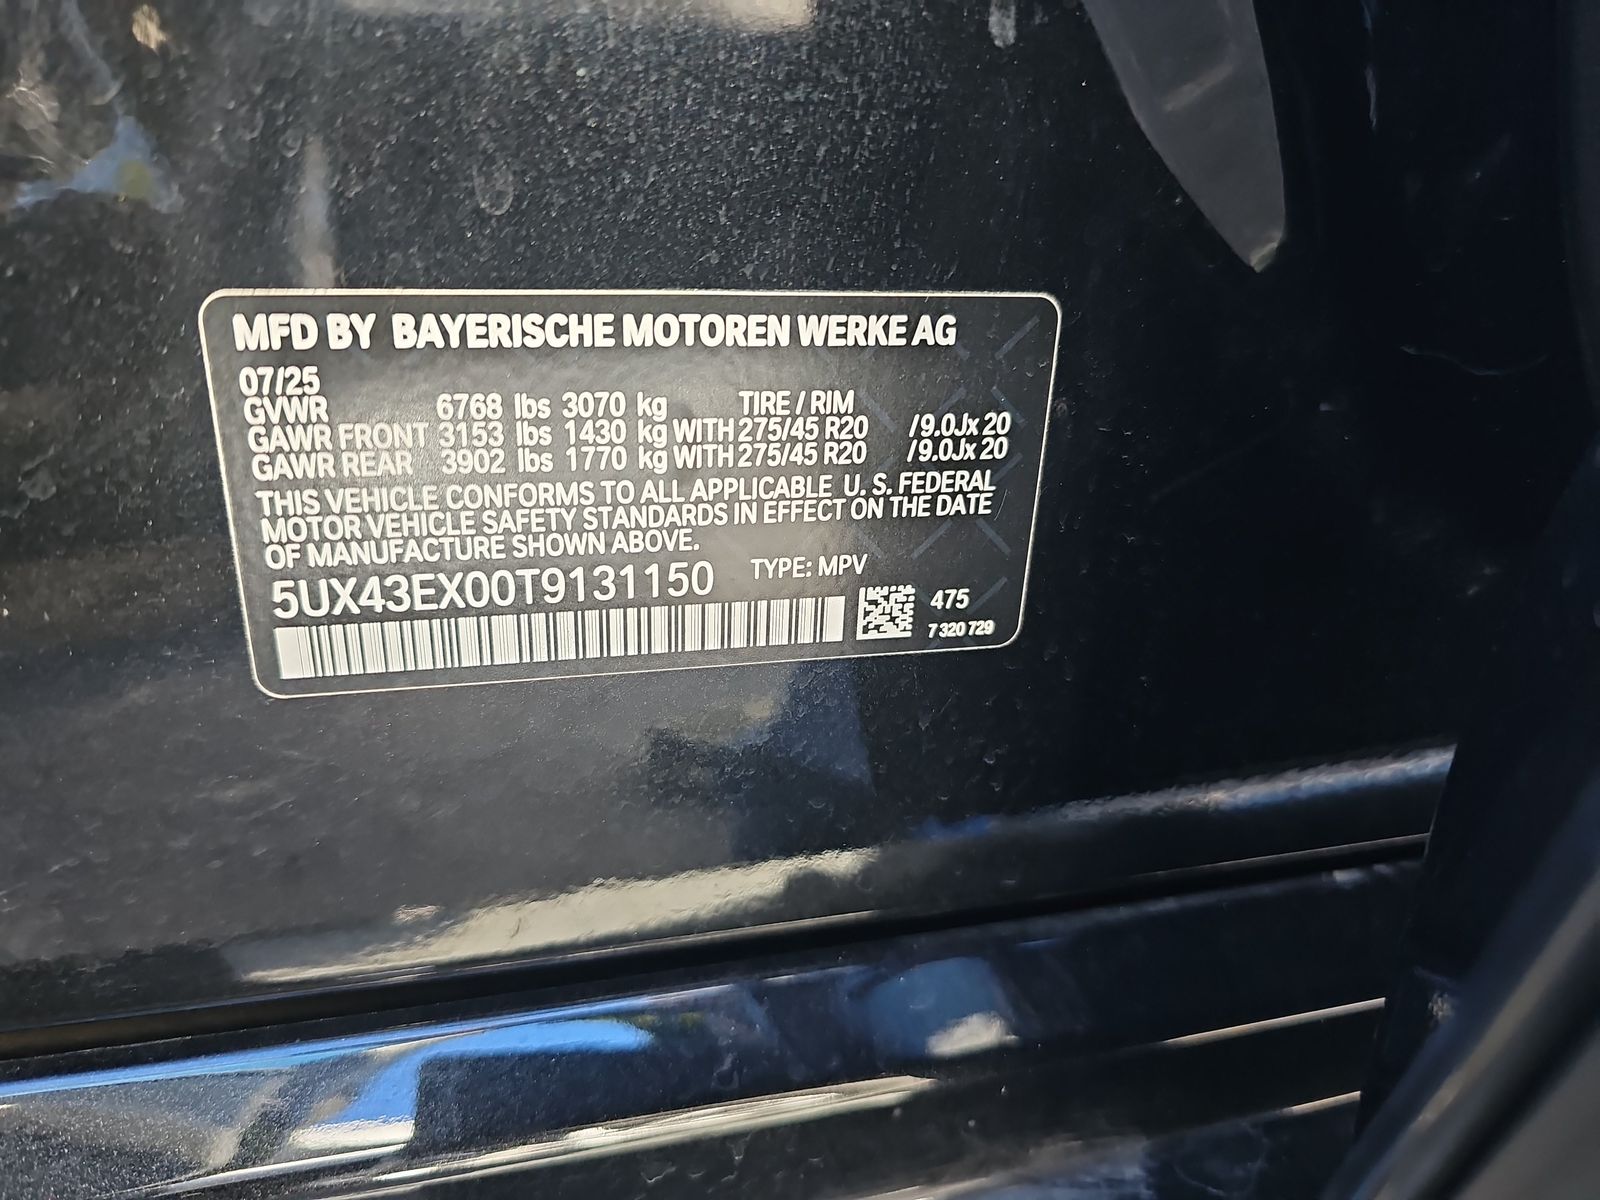 MFD BY BAYERISCHE MOTOREN WERKE AG
07/25
GVWR 6768 lbs 3070 kg TIRE / RIM
GAWR FRONT 3153 lbs 1430 kg WITH 275/45 R20 /9.0Jx 20
GAWR REAR 3902 lbs 1770 kg WITH 275/45 R20 /9.0Jx 20
THIS VEHICLE CONFORMS TO ALL APPLICABLE U. S. FEDERAL
MOTOR VEHICLE SAFETY STANDARDS IN EFFECT ON THE DATE
OF MANUFACTURE SHOWN ABOVE.
5UX43EX00T9131150 TYPE: MPV
475
7 320 729